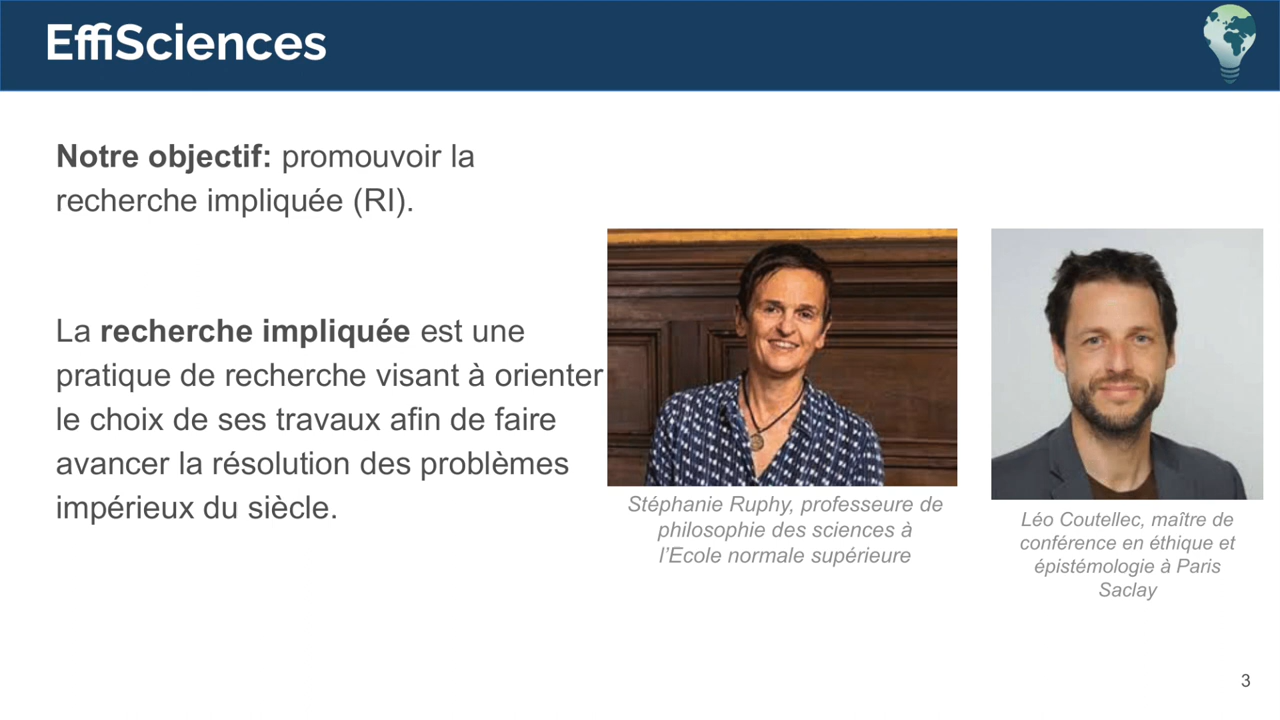 EffiSciences
Notre objectif: promouvoir la
recherche impliquée (RI).
La recherche impliquée est une
pratique de recherche visant à orienter
le choix de ses travaux afin de faire
avancer la résolution des problèmes
impérieux du siècle.
Stéphanie Ruphy, professeure de
philosophie des sciences à
l'Ecole normale supérieure
Léo Coutellec, maître de
conférence en éthique et
épistémologie à Paris
Saclay
3